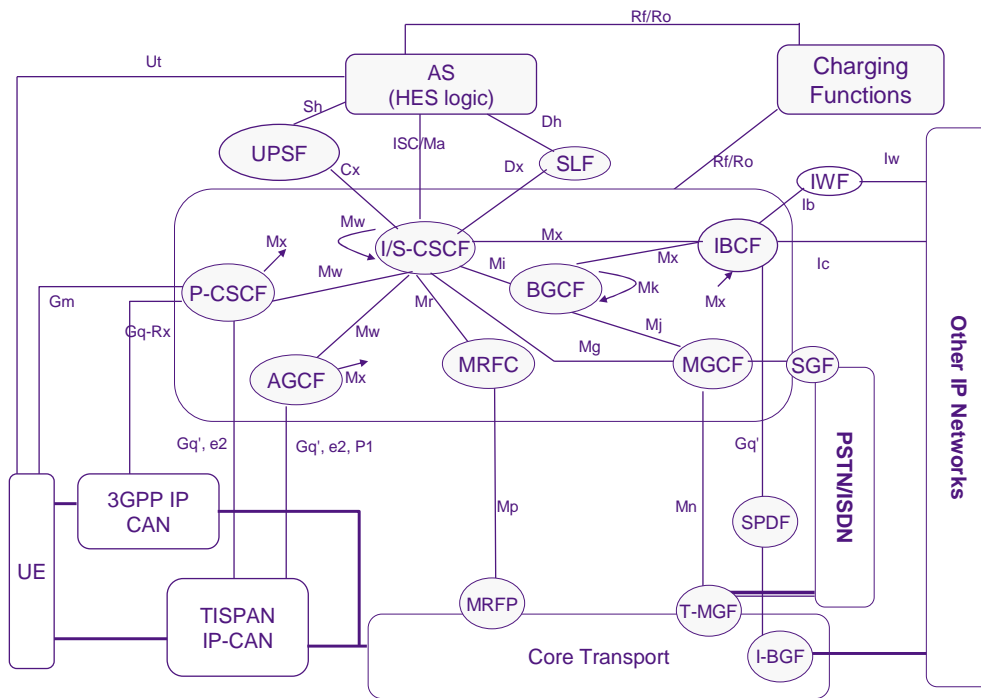 Rf/Ro
Ut
AS
(HES logic)
Charging
Functions
Sh
ISC/Ma
Dh
UPSF
Cx
Dx
SLF
Rf/Ro
Iw
IWF
Ib
Mw
I/S-CSCF
Mx
IBCF
Mx
Mw
Mi
Mx
Ic
P-CSCF
BGCF
Mk
Mx
Gm
Mr
Gq-Rx
Mw
Mj
Mg
AGCF
Mx
MRFC
MGCF
SGF
Other IP Networks
PSTN/ISDN
Gq', e2
Gq', e2, P1
Gq'
3GPP IP
CAN
Mp
Mn
SPDF
UE
TISPAN
IP-CAN
MRFP
T-MGF
Core Transport
I-BGF